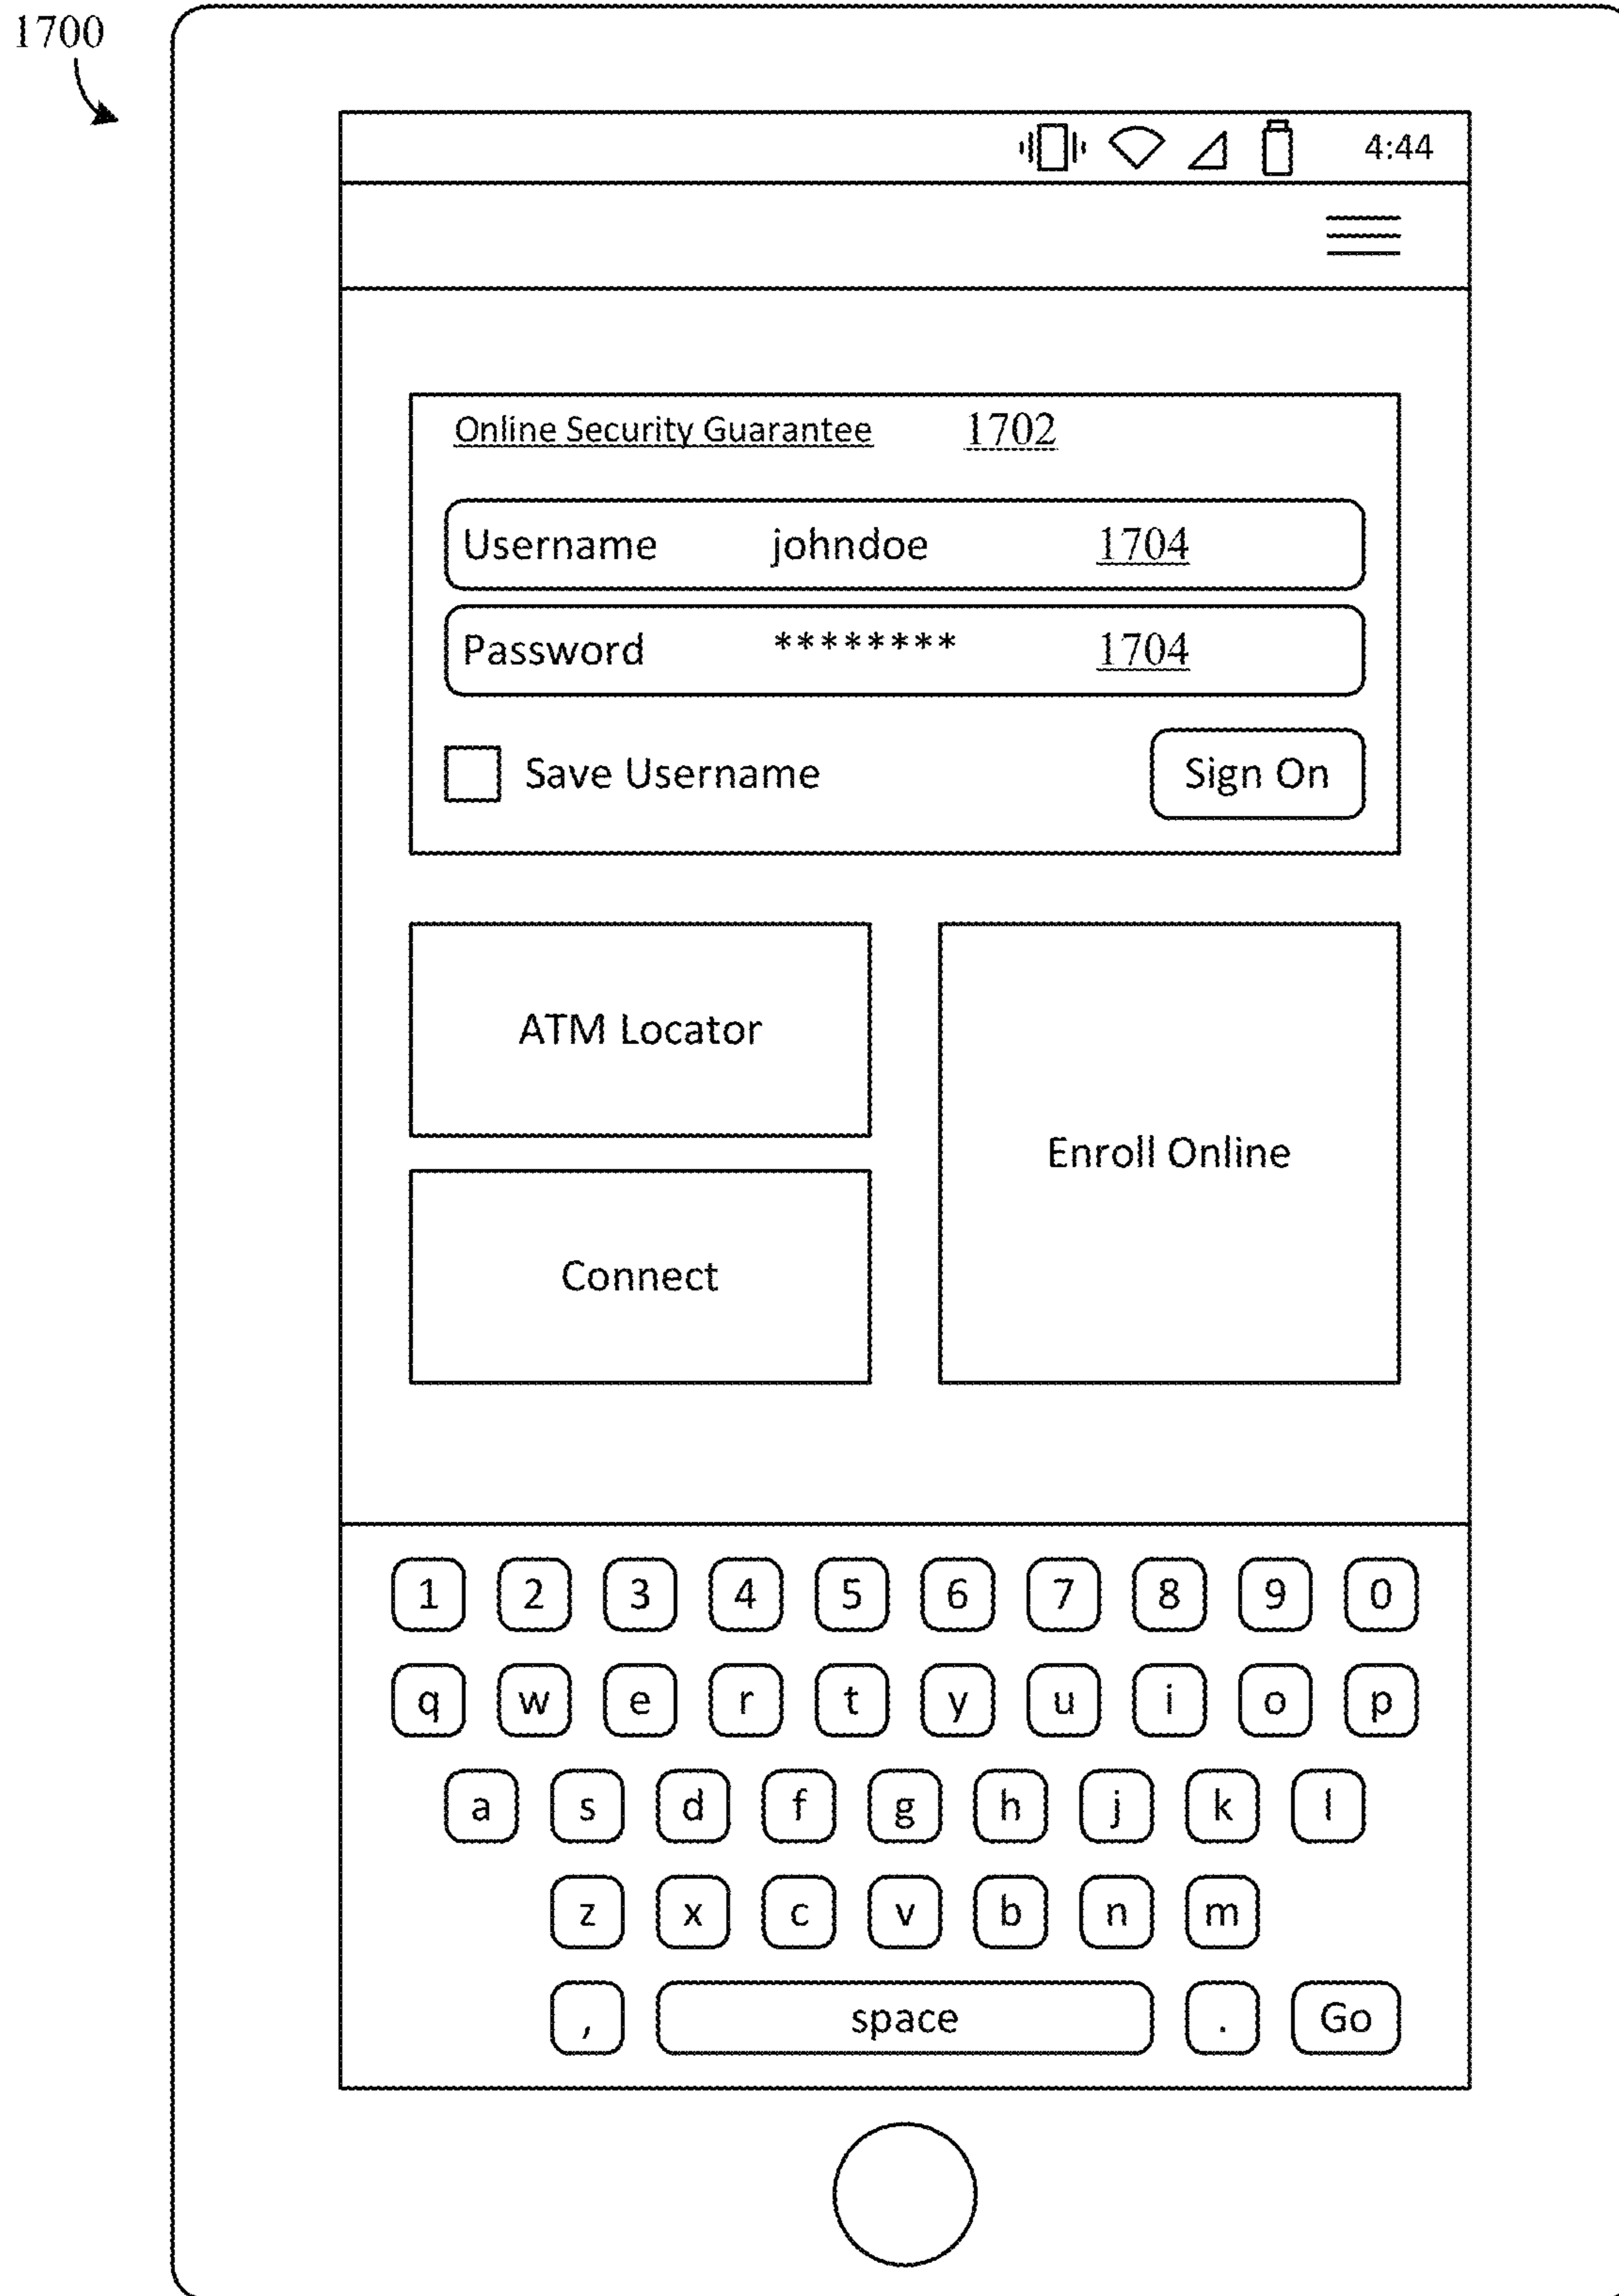 1700
4:44
Online Security Guarantee 1702
Username johndoe 1704
Password ******** 1704
Save Username Sign On
ATM Locator
Enroll Online
Connect
1 2 3 4 5 6 7 8 9 0
q w e r t y u i o p
a s d f g h j k l
z x c v b n m
, space . Go